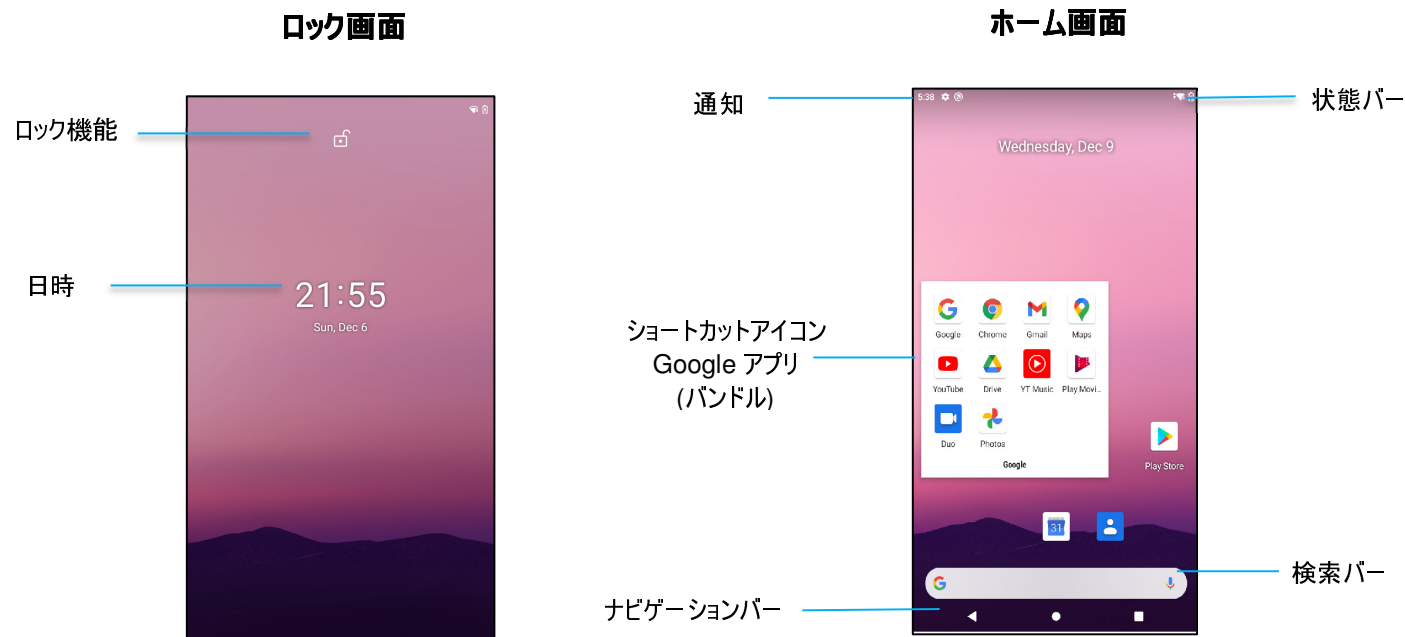 ロック画面
ロック機能
日時
21:55
Sun, Dec 6
ホーム画面
通知
状態バー
5:38
Wednesday, Dec 9
ショートカットアイコン
Google アプリ
(バンドル)
Google Chrome Gmail Maps
YouTube Drive YT Music Play Movi...
Duo Photos
Google
Play Store
31
検索バー
ナビゲーションバー